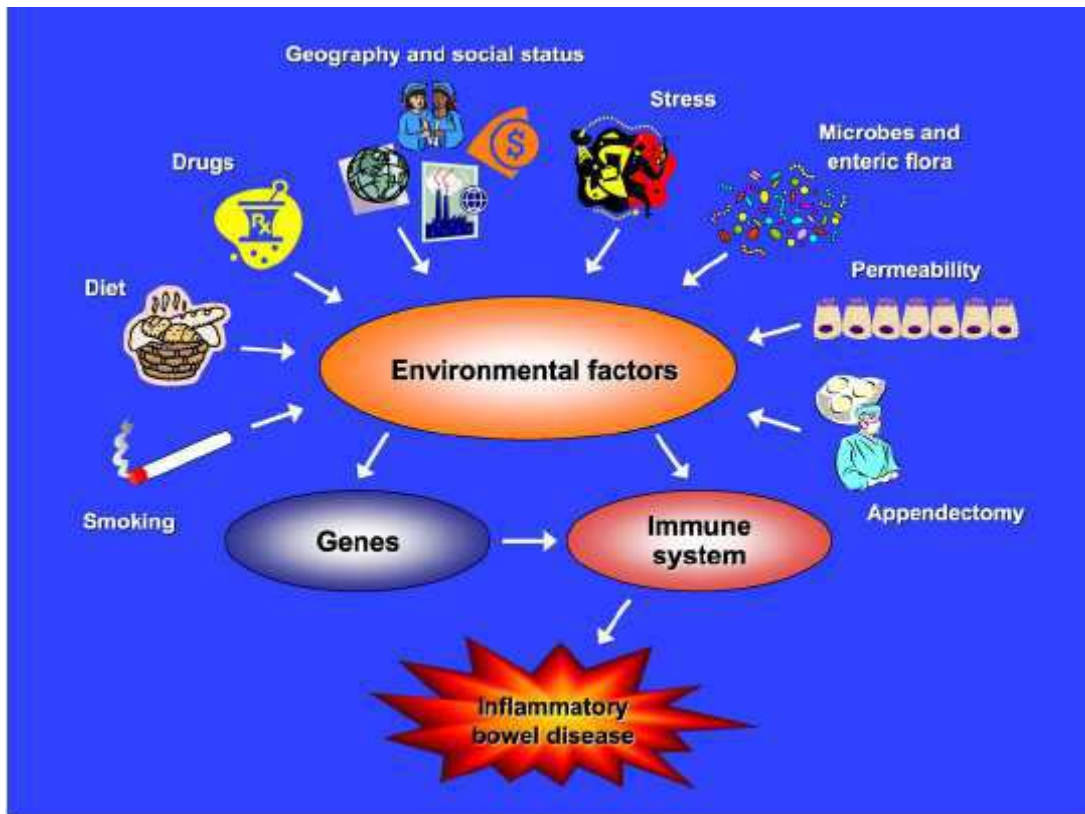 Geography and social status
Stress
Microbes and
enteric flora
Drugs
$
Rx
Permeability
Diet
Environmental factors
Smoking
Genes
Immune
system
Appendectomy
Inflammatory
bowel disease